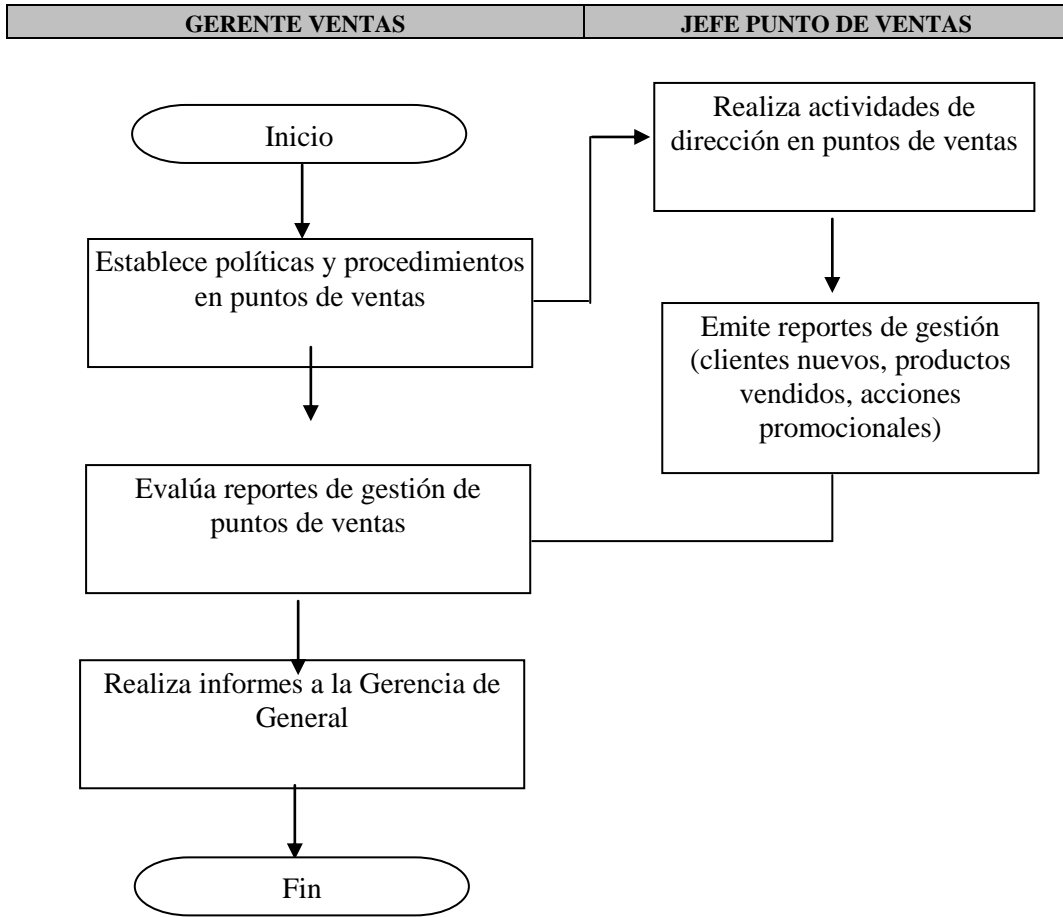 GERENTE VENTAS
JEFE PUNTO DE VENTAS
Inicio
Establece políticas y procedimientos
en puntos de ventas
Realiza actividades de
dirección en puntos de ventas
Emite reportes de gestión
(clientes nuevos, productos
vendidos, acciones
promocionales)
Evalúa reportes de gestión de
puntos de ventas
Realiza informes a la Gerencia de
General
Fin